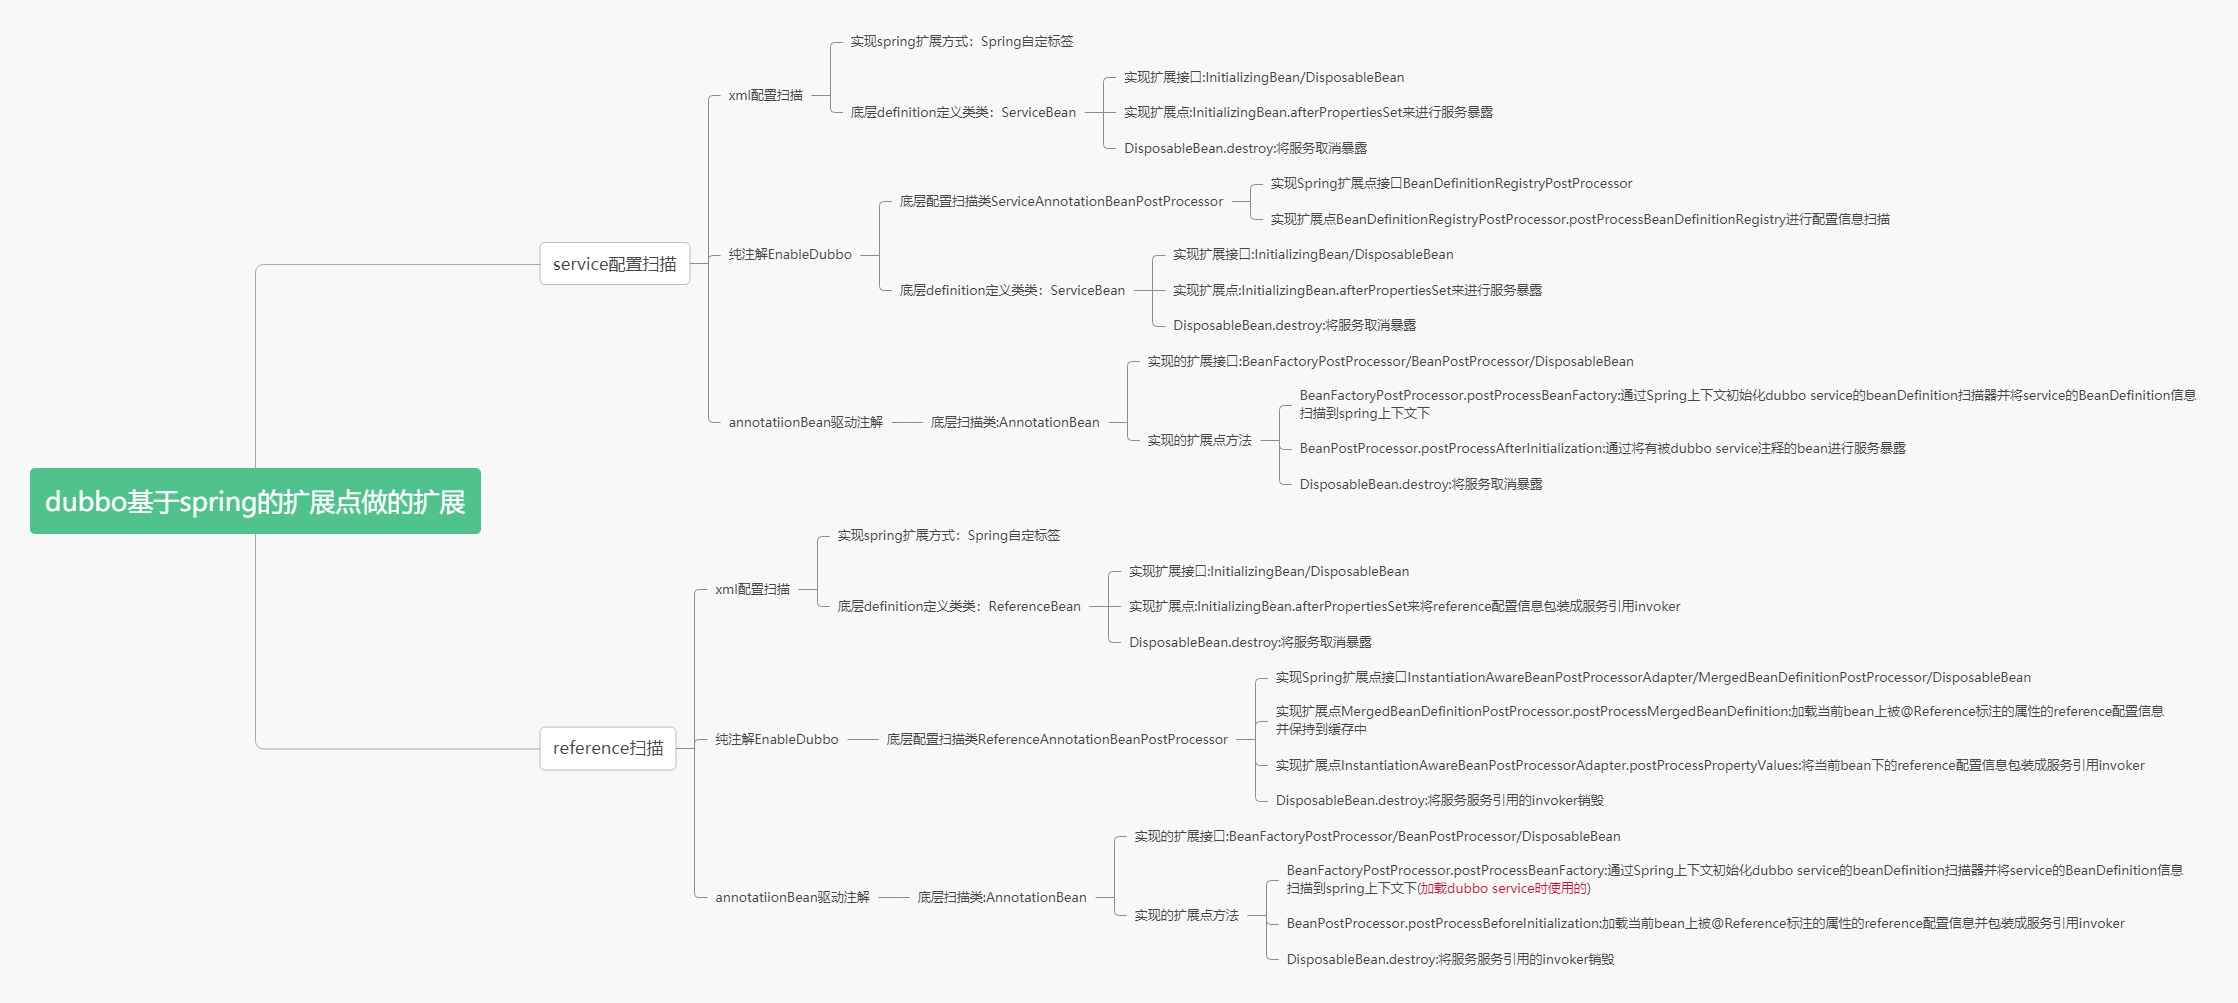 dubbo基于spring的扩展点做的扩展
service配置扫描
xml配置扫描
实现spring扩展方式：Spring自定标签
底层definition定义类类：ServiceBean
实现扩展接口:InitializingBean/DisposableBean
实现扩展点:InitializingBean.afterPropertiesSet来进行服务暴露
DisposableBean.destroy:将服务取消暴露
纯注解EnableDubbo
底层配置扫描类ServiceAnnotationBeanPostProcessor
实现Spring扩展点接口BeanDefinitionRegistryPostProcessor
实现扩展点BeanDefinitionRegistryPostProcessor.postProcessBeanDefinitionRegistry进行配置信息扫描
底层definition定义类类：ServiceBean
实现扩展接口:InitializingBean/DisposableBean
实现扩展点:InitializingBean.afterPropertiesSet来进行服务暴露
DisposableBean.destroy:将服务取消暴露
annotatiionBean驱动注解
底层扫描类:AnnotationBean
实现的扩展接口:BeanFactoryPostProcessor/BeanPostProcessor/DisposableBean
实现的扩展点方法
BeanFactoryPostProcessor.postProcessBeanFactory:通过Spring上下文初始化dubbo service的beanDefinition扫描器并将service的BeanDefinition信息
扫描到spring上下文下
BeanPostProcessor.postProcessAfterInitialization:通过将有被dubbo service注释的bean进行服务暴露
DisposableBean.destroy:将服务取消暴露
reference扫描
xml配置扫描
实现spring扩展方式：Spring自定标签
底层definition定义类类：ReferenceBean
实现扩展接口:InitializingBean/DisposableBean
实现扩展点:InitializingBean.afterPropertiesSet来将reference配置信息包装成服务引用invoker
DisposableBean.destroy:将服务取消暴露
纯注解EnableDubbo
底层配置扫描类ReferenceAnnotationBeanPostProcessor
实现Spring扩展点接口InstantiationAwareBeanPostProcessorAdapter/MergedBeanDefinitionPostProcessor/DisposableBean
实现扩展点MergedBeanDefinitionPostProcessor.postProcessMergedBeanDefinition:加载当前bean上被@Reference标注的属性的reference配置信息
并保持到缓存中
实现扩展点InstantiationAwareBeanPostProcessorAdapter.postProcessPropertyValues:将当前bean下的reference配置信息包装成服务引用invoker
DisposableBean.destroy:将服务服务引用的invoker销毁
annotatiionBean驱动注解
底层扫描类:AnnotationBean
实现的扩展接口:BeanFactoryPostProcessor/BeanPostProcessor/DisposableBean
实现的扩展点方法
BeanFactoryPostProcessor.postProcessBeanFactory:通过Spring上下文初始化dubbo service的beanDefinition扫描器并将service的BeanDefinition信息
扫描到spring上下文下(加载dubbo service时使用的)
BeanPostProcessor.postProcessBeforeInitialization:加载当前bean上被@Reference标注的属性的reference配置信息并包装成服务引用invoker
DisposableBean.destroy:将服务服务引用的invoker销毁